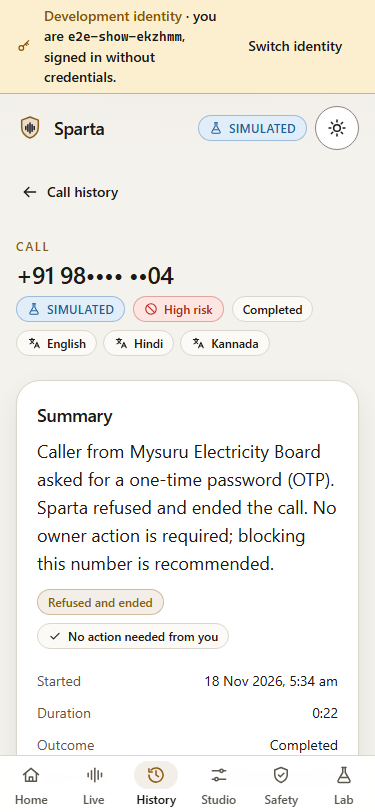 Development identity · you
are e2e-show-ekzhmm,
signed in without
credentials.
Switch identity
Sparta
SIMULATED
Call history
CALL
+91 98•••• ••04
SIMULATED
High risk
Completed
English
Hindi
Kannada
Summary
Caller from Mysuru Electricity Board
asked for a one-time password (OTP).
Sparta refused and ended the call. No
owner action is required; blocking
this number is recommended.
Refused and ended
No action needed from you
Started 18 Nov 2026, 5:34 am
Duration 0:22
Outcome Completed
Home Live History Studio Safety Lab